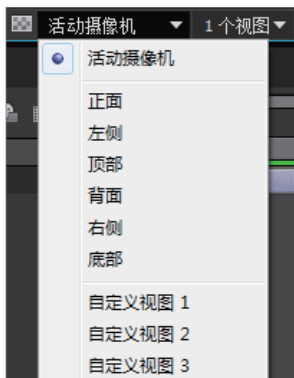 活动摄像机 1 个视图
活动摄像机
正面
左侧
顶部
背面
右侧
底部
自定义视图 1
自定义视图 2
自定义视图 3